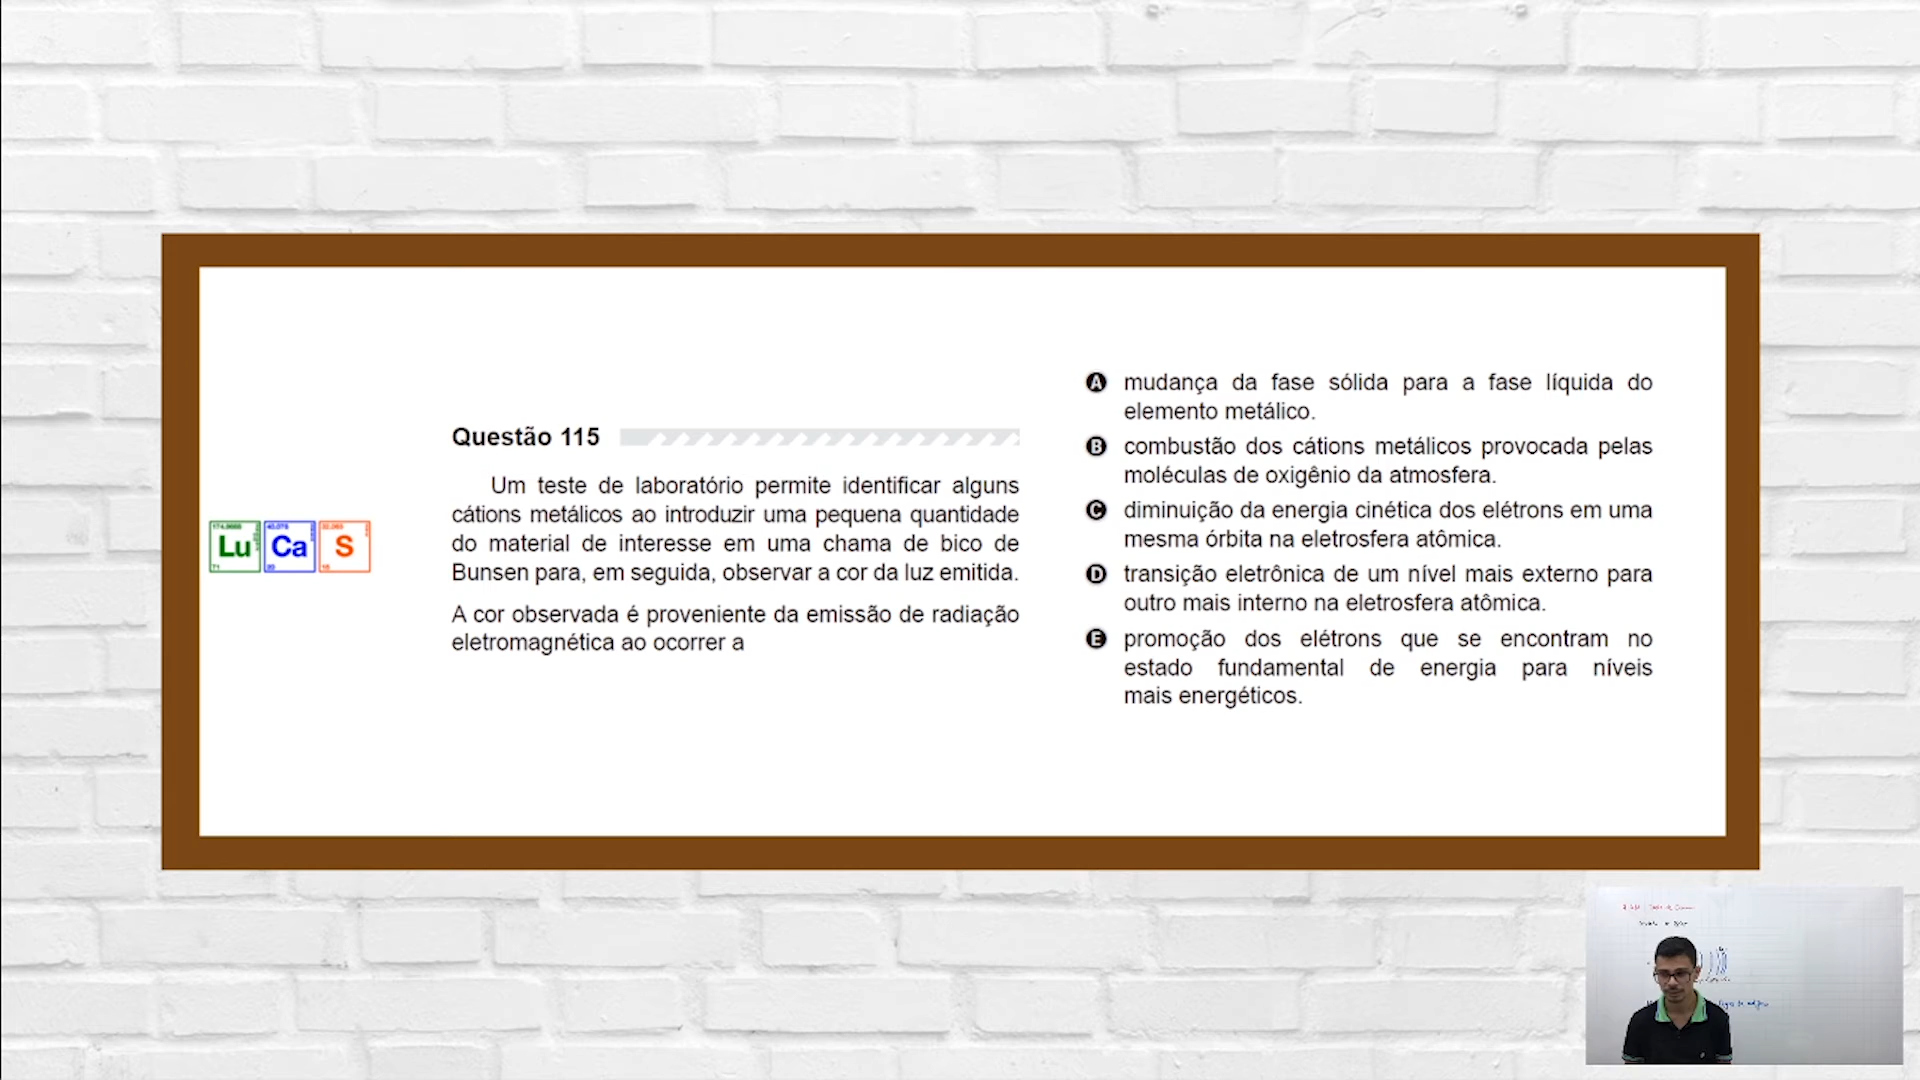 Questão 115
Um teste de laboratório permite identificar alguns
cátions metálicos ao introduzir uma pequena quantidade
do material de interesse em uma chama de bico de
Bunsen para, em seguida, observar a cor da luz emitida.
A cor observada é proveniente da emissão de radiação
eletromagnética ao ocorrer a
A mudança da fase sólida para a fase líquida do
elemento metálico.
B combustão dos cátions metálicos provocada pelas
moléculas de oxigênio da atmosfera.
C diminuição da energia cinética dos elétrons em uma
mesma órbita na eletrosfera atômica.
D transição eletrônica de um nível mais externo para
outro mais interno na eletrosfera atômica.
E promoção dos elétrons que se encontram no
estado fundamental de energia para níveis
mais energéticos.
Lu Ca S
71 20 16